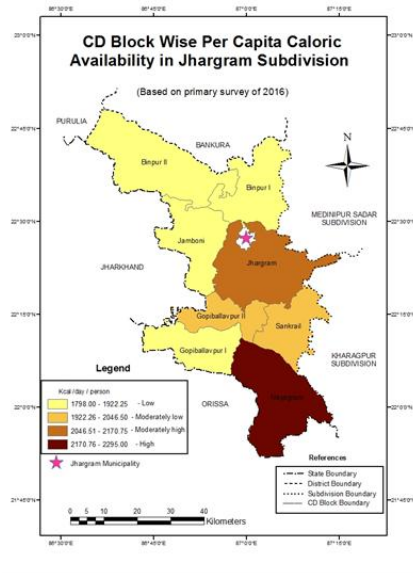 CD Block Wise Per Capita Caloric
Availability in Jhargram Subdivision
(Based on primary survey of 2016)
PURULIA
BANKURA
Binpur II
Binpur I
N
MEDINIPUR SADAR
SUBDIVISION
Jamboni
Jhargram
JHARKHAND
Gopiballavpur II
Sankrail
Gopiballavpur I
KHARAGPUR
SUBDIVISION
ORISSA
Legend
Kcal /day / person
1798.00 - 1922.25 - Low
1922.26 - 2046.50 - Moderately low
2046.51 - 2170.75 - Moderately high
2170.76 - 2295.00 - High
Jhargram Municipality
0 5 10 20 30 40
Kilometers
References
State Boundary
District Boundary
Subdivision Boundary
CD Block Boundary